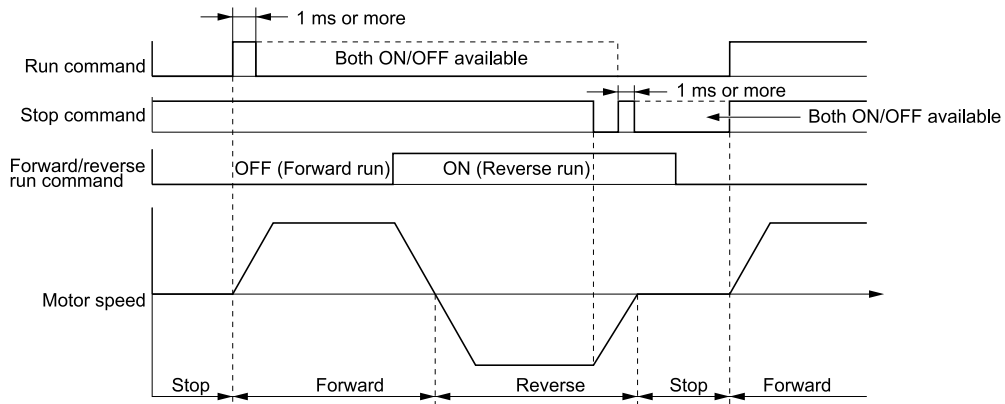 1 ms or more
Run command
Both ON/OFF available
Stop command
1 ms or more
Both ON/OFF available
Forward/reverse
run command
OFF (Forward run)
ON (Reverse run)
Motor speed
Stop
Forward
Reverse
Stop
Forward